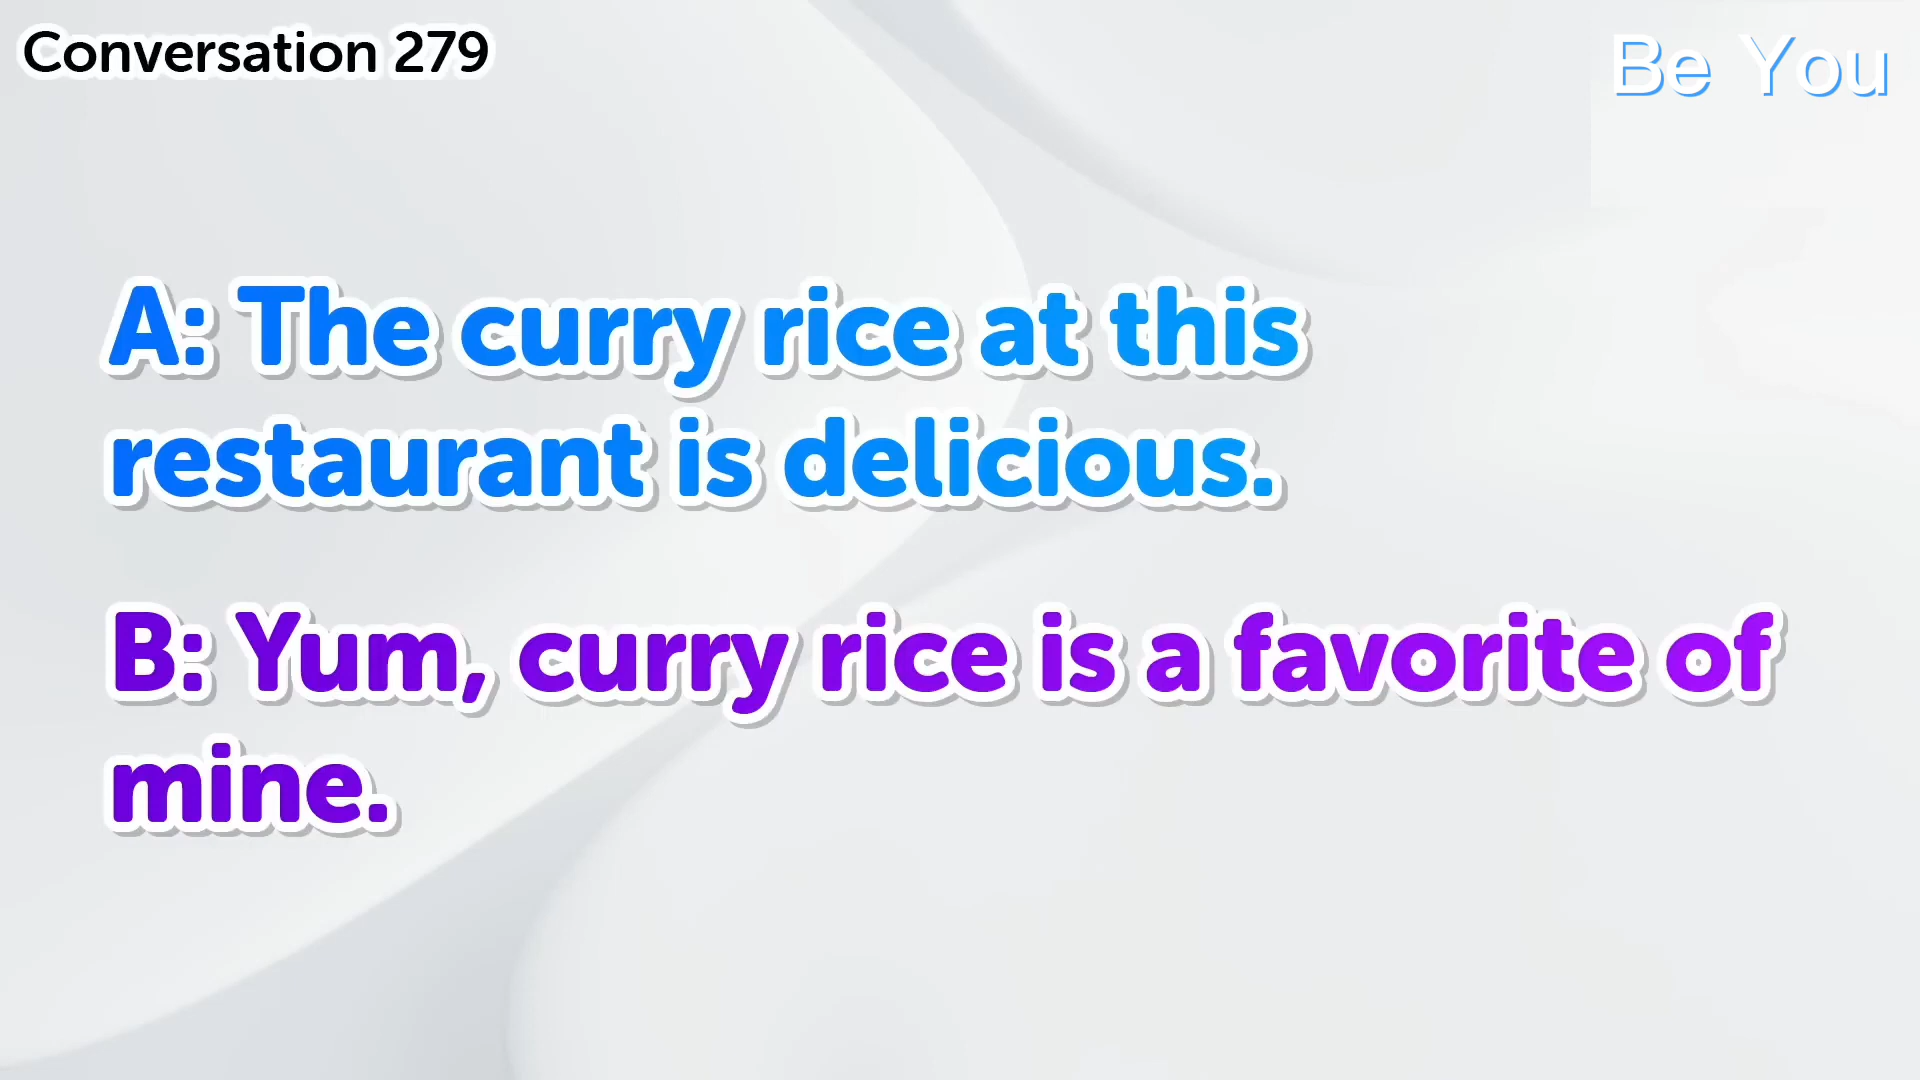 Conversation 279
Be You
A: The curry rice at this
restaurant is delicious.
B: Yum, curry rice is a favorite of
mine.